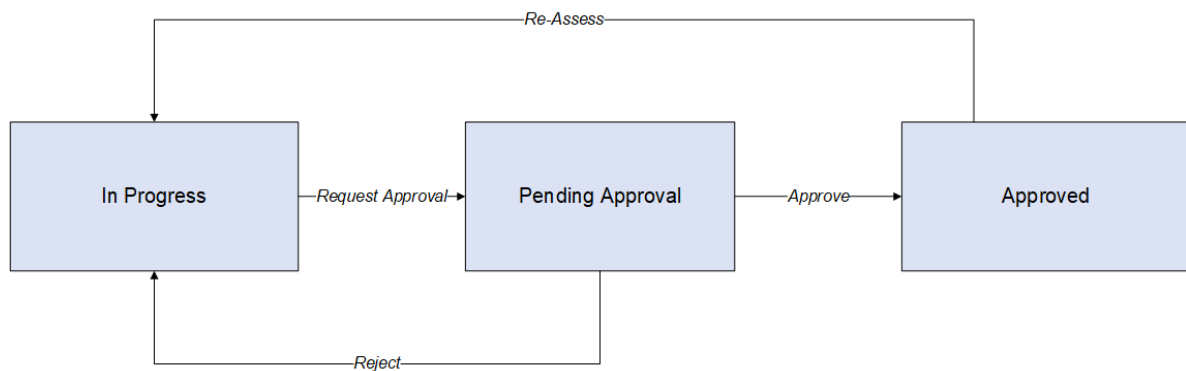 Re-Assess
In Progress
Request Approval
Pending Approval
Approve
Approved
Reject